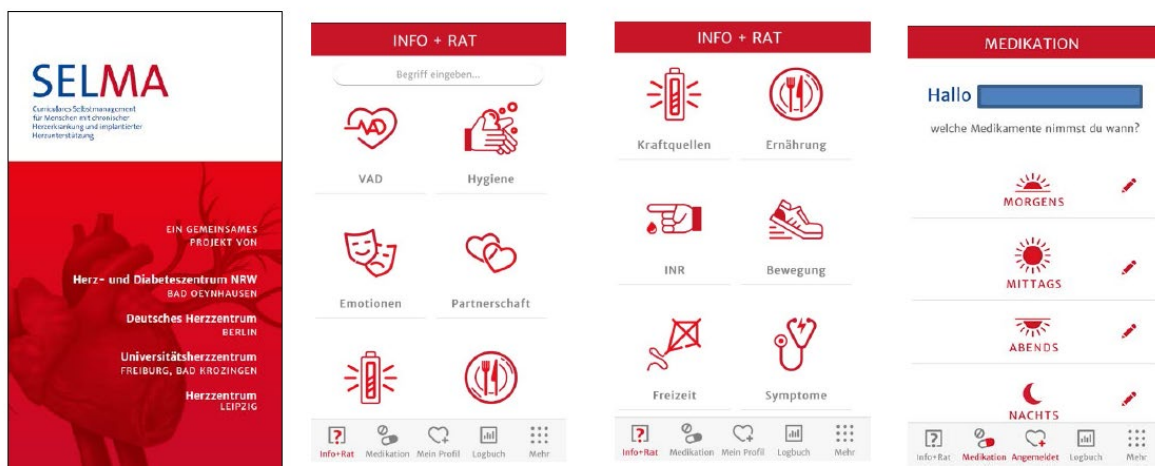 SELMA
Curriculares Selbstmanagement
für Menschen mit chronischer
Herzerkrankung und implantierter
Herzunterstützung
EIN GEMEINSAMES
PROJEKT VON
Herz- und Diabeteszentrum NRW
BAD OEYNHAUSEN
Deutsches Herzzentrum
BERLIN
Universitätsherzzentrum
FREIBURG, BAD KROZINGEN
Herzzentrum
LEIPZIG
INFO + RAT
Begriff eingeben...
VAD
VAD Hygiene
Emotionen Partnerschaft
Info+Rat Medikation Mein Profil Logbuch Mehr
INFO + RAT
Kraftquellen Ernährung
INR Bewegung
Freizeit Symptome
Info+Rat Medikation Mein Profil Logbuch Mehr
MEDIKATION
Hallo
welche Medikamente nimmst du wann?
MORGENS
MITTAGS
ABENDS
NACHTS
Info+Rat Medikation Angemeldet Logbuch Mehr